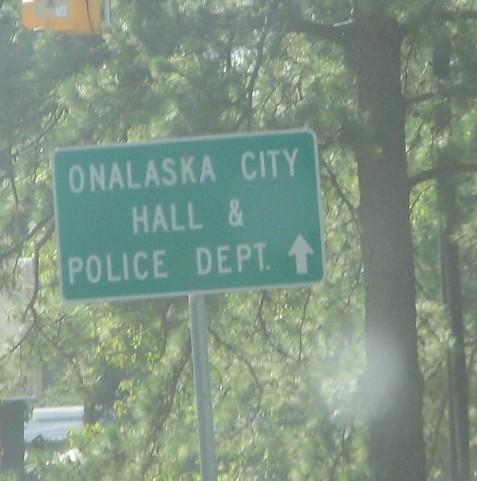 ONALASKA CITY
HALL &
POLICE DEPT.